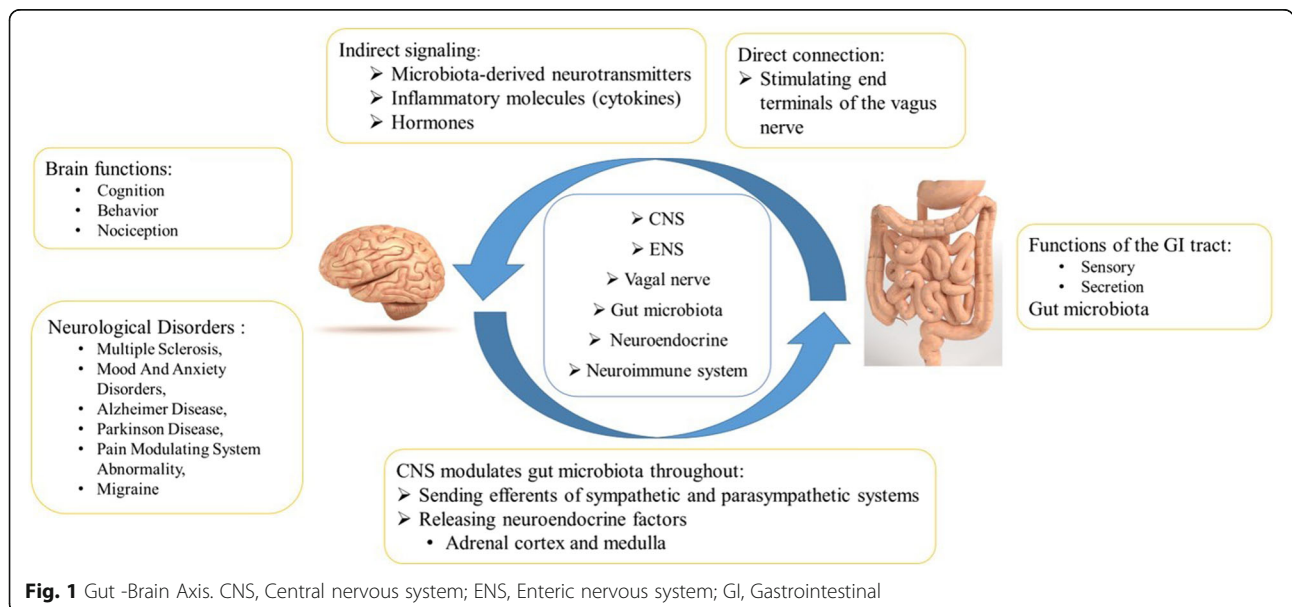 Indirect signaling:
➢ Microbiota-derived neurotransmitters
➢ Inflammatory molecules (cytokines)
➢ Hormones
Direct connection:
➢ Stimulating end
terminals of the vagus
nerve
Brain functions:
• Cognition
• Behavior
• Nociception
Neurological Disorders :
• Multiple Sclerosis,
• Mood And Anxiety
Disorders,
• Alzheimer Disease,
• Parkinson Disease,
• Pain Modulating System
Abnormality,
• Migraine
➢ CNS
➢ ENS
➢ Vagal nerve
➢ Gut microbiota
➢ Neuroendocrine
➢ Neuroimmune system
Functions of the GI tract:
• Sensory
• Secretion
Gut microbiota
CNS modulates gut microbiota throughout:
➢ Sending efferents of sympathetic and parasympathetic systems
➢ Releasing neuroendocrine factors
• Adrenal cortex and medulla
Fig. 1 Gut -Brain Axis. CNS, Central nervous system; ENS, Enteric nervous system; GI, Gastrointestinal